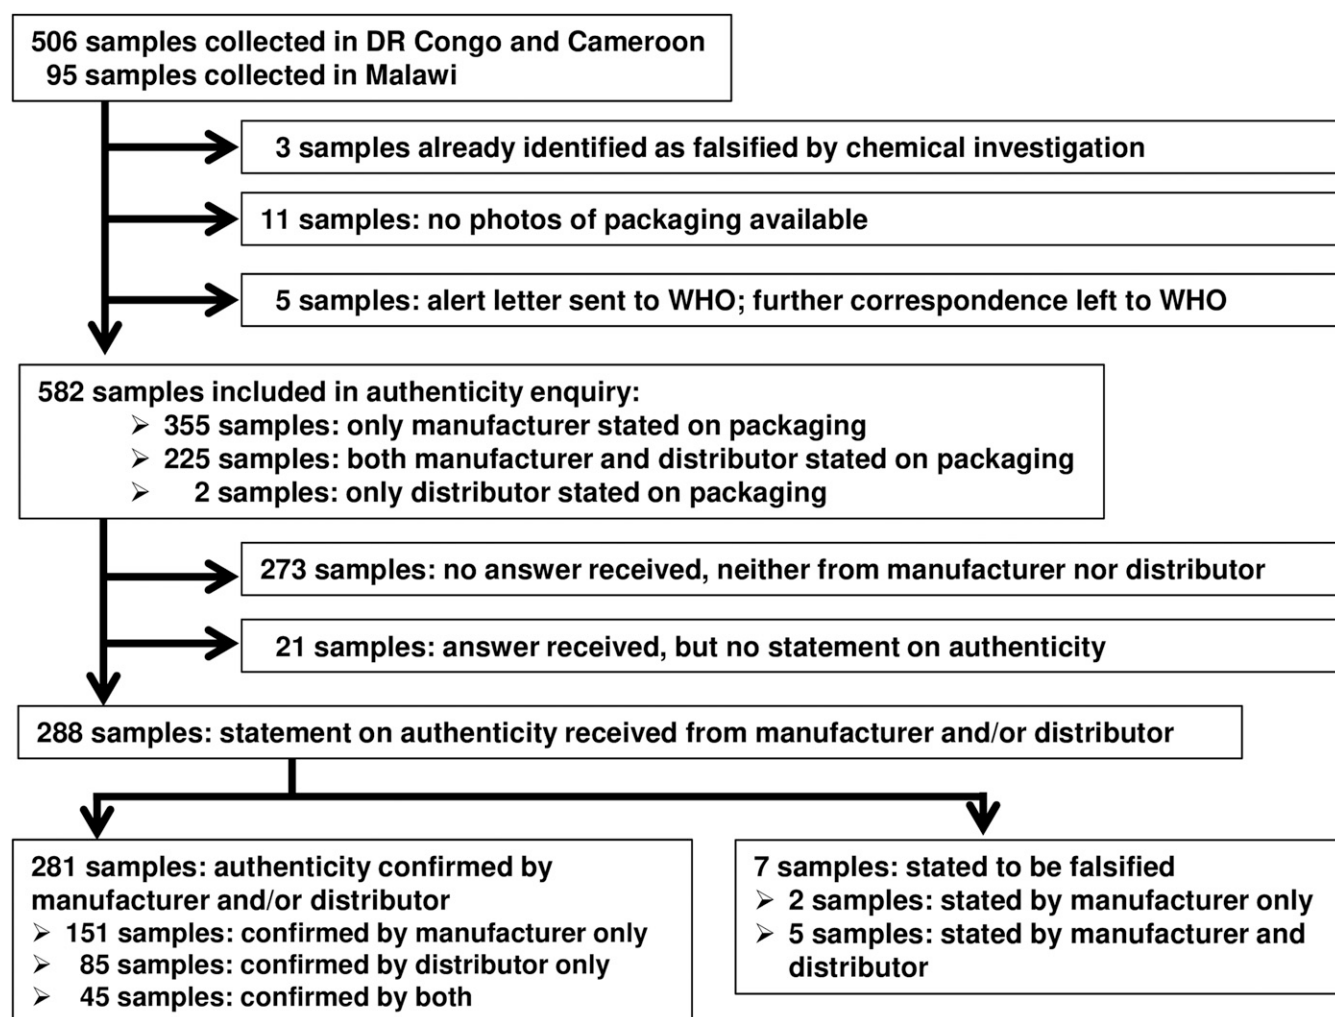 506 samples collected in DR Congo and Cameroon
95 samples collected in Malawi
3 samples already identified as falsified by chemical investigation
11 samples: no photos of packaging available
5 samples: alert letter sent to WHO; further correspondence left to WHO
582 samples included in authenticity enquiry:
➢ 355 samples: only manufacturer stated on packaging
➢ 225 samples: both manufacturer and distributor stated on packaging
➢ 2 samples: only distributor stated on packaging
273 samples: no answer received, neither from manufacturer nor distributor
21 samples: answer received, but no statement on authenticity
288 samples: statement on authenticity received from manufacturer and/or distributor
281 samples: authenticity confirmed by
manufacturer and/or distributor
➢ 151 samples: confirmed by manufacturer only
➢ 85 samples: confirmed by distributor only
➢ 45 samples: confirmed by both
7 samples: stated to be falsified
➢ 2 samples: stated by manufacturer only
➢ 5 samples: stated by manufacturer and
distributor